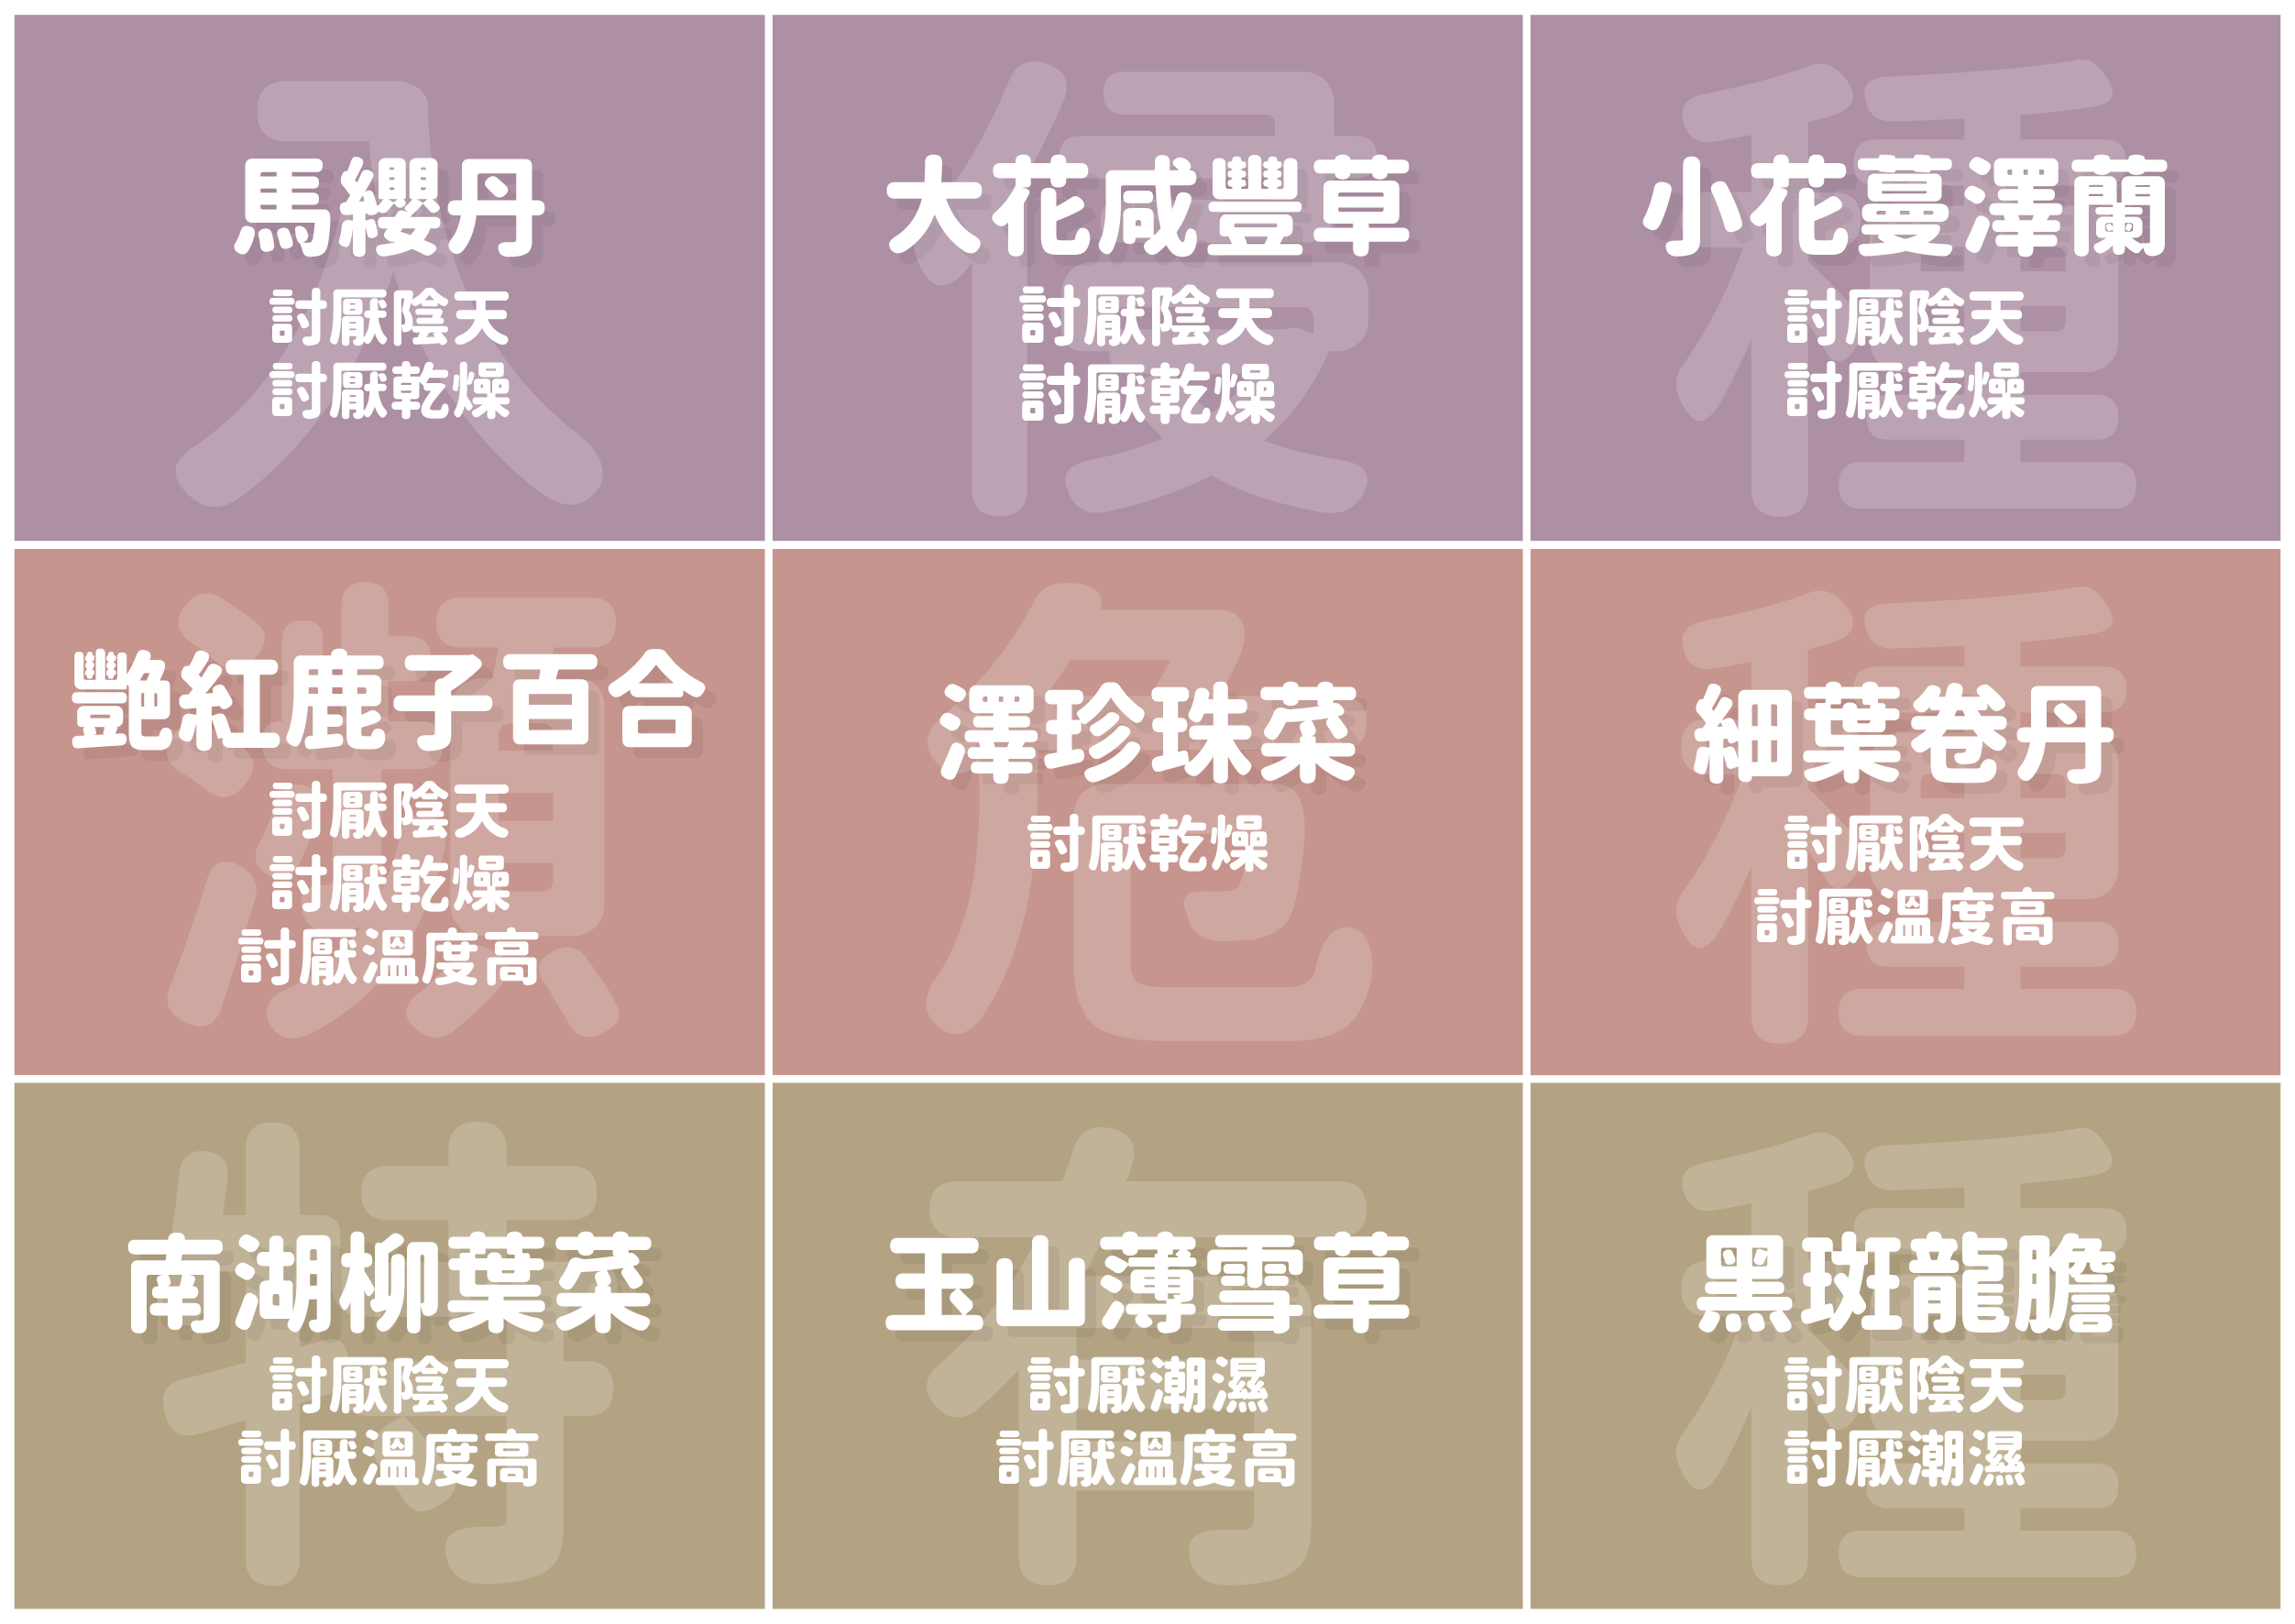 入
馬纓丹
討厭陰天
討厭乾燥
侵
大花咸豐草
討厭陰天
討厭乾燥
種
小花蔓澤蘭
討厭陰天
討厭乾燥
瀕
艷紅鹿子百合
討厭陰天
討厭乾燥
討厭溫度高
危
澤珍珠菜
討厭乾燥
種
細葉卷丹
討厭陰天
討厭溫度高
特
南湖柳葉菜
討厭陰天
討厭溫度高
有
玉山薄雪草
討厭潮濕
討厭溫度高
種
黑斑龍膽
討厭陰天
討厭潮濕